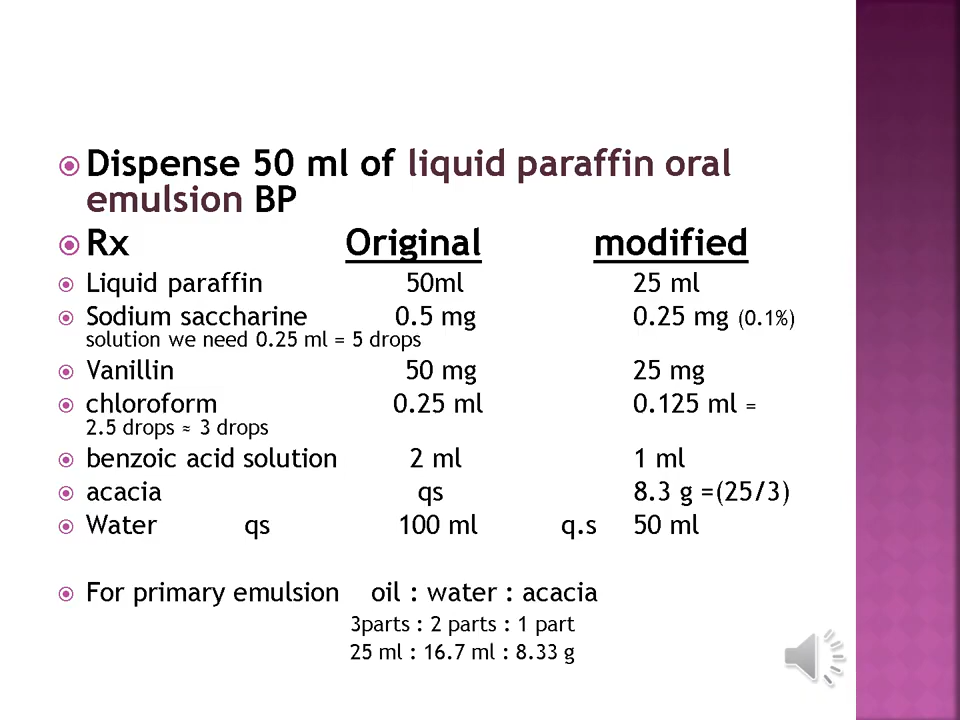 Dispense 50 ml of liquid paraffin oral
emulsion BP
Rx Original modified
Liquid paraffin 50ml 25 ml
Sodium saccharine 0.5 mg 0.25 mg (0.1%)
solution we need 0.25 ml = 5 drops
Vanillin 50 mg 25 mg
chloroform 0.25 ml 0.125 ml =
2.5 drops ≈ 3 drops
benzoic acid solution 2 ml 1 ml
acacia qs 8.3 g =(25/3)
Water qs 100 ml q.s 50 ml
For primary emulsion oil : water : acacia
3parts : 2 parts : 1 part
25 ml : 16.7 ml : 8.33 g